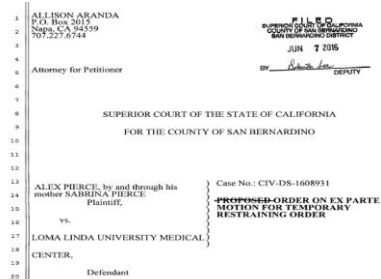 1 ALLISON ARANDA
P.O. Box 2015
2 Napa, CA 94559
707.227.6744
3
4
5 Attorney for Petitioner
6
7
FILED
SUPERIOR COURT OF CALIFORNIA
COUNTY OF SAN BERNARDINO
SAN BERNARDINO DISTRICT
JUN 7 2016
BY
DEPUTY
8 SUPERIOR COURT OF THE STATE OF CALIFORNIA
9 FOR THE COUNTY OF SAN BERNARDINO
10
11
12
13 ALEX PIERCE, by and through his
14 mother SABRINA PIERCE
15 Plaintiff,
16 vs.
17 LOMA LINDA UNIVERSITY MEDICAL
18
19 CENTER,
20 Defendant
Case No.: CIV-DS-1608931
PROPOSED ORDER ON EX PARTE
MOTION FOR TEMPORARY
RESTRAINING ORDER